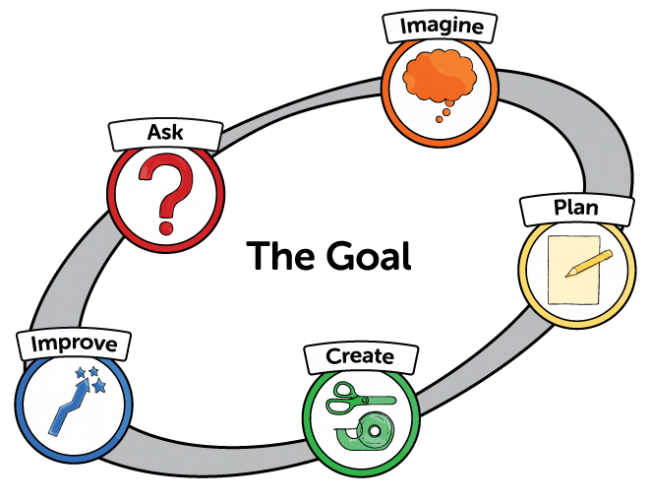 Imagine
Ask
Plan
The Goal
Improve
Create